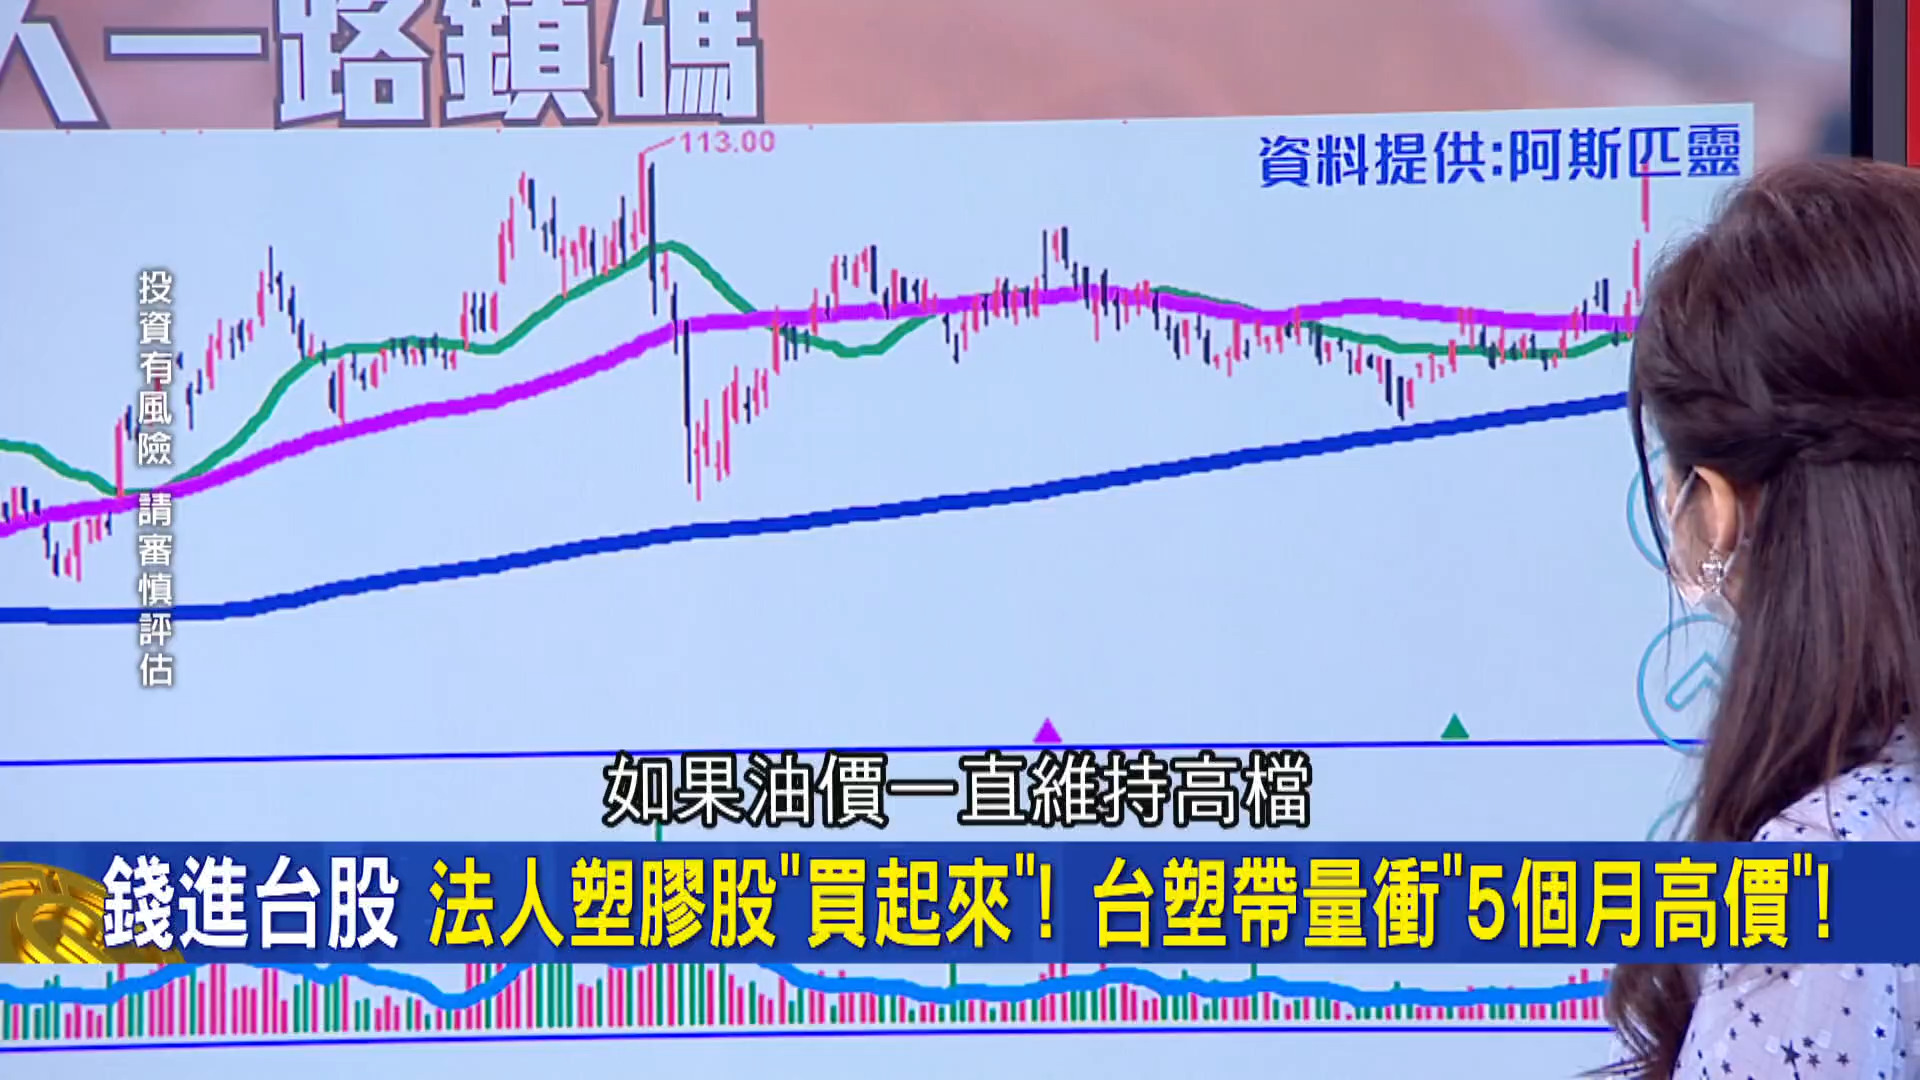 人一路鎖碼
113.00
資料提供:阿斯匹靈
投資有風險 請審慎評估
如果油價一直維持高檔
錢進台股 法人塑膠股"買起來"! 台塑帶量衝"5個月高價"!